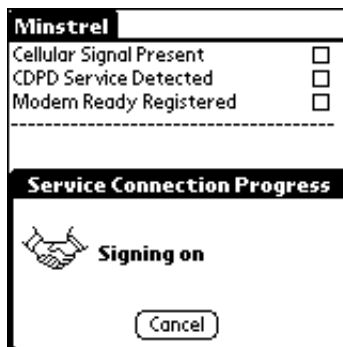 Minstrel
Cellular Signal Present
CDPD Service Detected
Modem Ready Registered
--------------------------------
Service Connection Progress
Signing on
Cancel